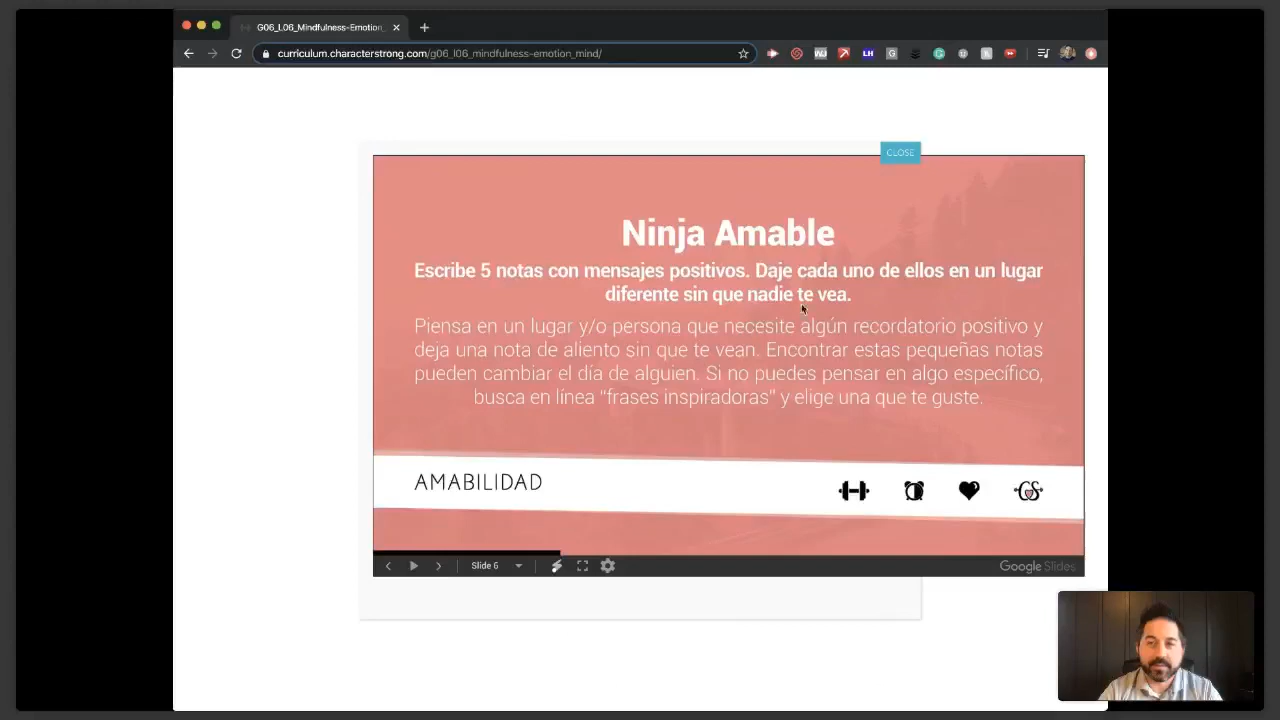 G06_L06_Mindfulness-Emotion_
curriculum.characterstrong.com/g06_l06_mindfulness-emotion_mind/
CLOSE
Ninja Amable
Escribe 5 notas con mensajes positivos. Daje cada uno de ellos en un lugar
diferente sin que nadie te vea.
Piensa en un lugar y/o persona que necesite algún recordatorio positivo y
deja una nota de aliento sin que te vean. Encontrar estas pequeñas notas
pueden cambiar el día de alguien. Si no puedes pensar en algo específico,
busca en línea "frases inspiradoras" y elige una que te guste.
AMABILIDAD
CS
Slide 6
Google Slides